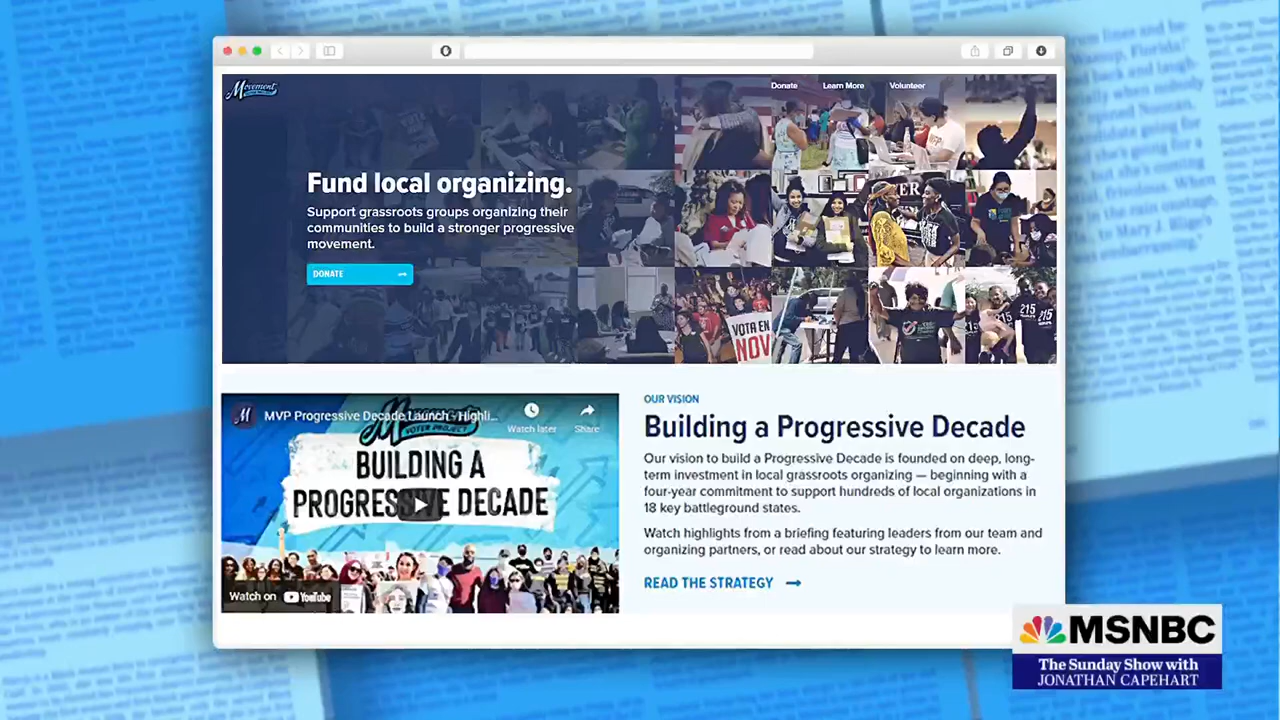 Movement
VOTER PROJECT
Donate
Learn More
Volunteer
Fund local organizing.
Support grassroots groups organizing their
communities to build a stronger progressive
movement.
DONATE
VOTA EN
NOV
215
215
MVP Progressive Decade Launch - Highli...
Watch later
Share
Movement
VOTER PROJECT
BUILDING A
PROGRESSIVE DECADE
Watch on YouTube
OUR VISION
Building a Progressive Decade
Our vision to build a Progressive Decade is founded on deep, long-
term investment in local grassroots organizing — beginning with a
four-year commitment to support hundreds of local organizations in
18 key battleground states.
Watch highlights from a briefing featuring leaders from our team and
organizing partners, or read about our strategy to learn more.
READ THE STRATEGY
MSNBC
The Sunday Show with
JONATHAN CAPEHART